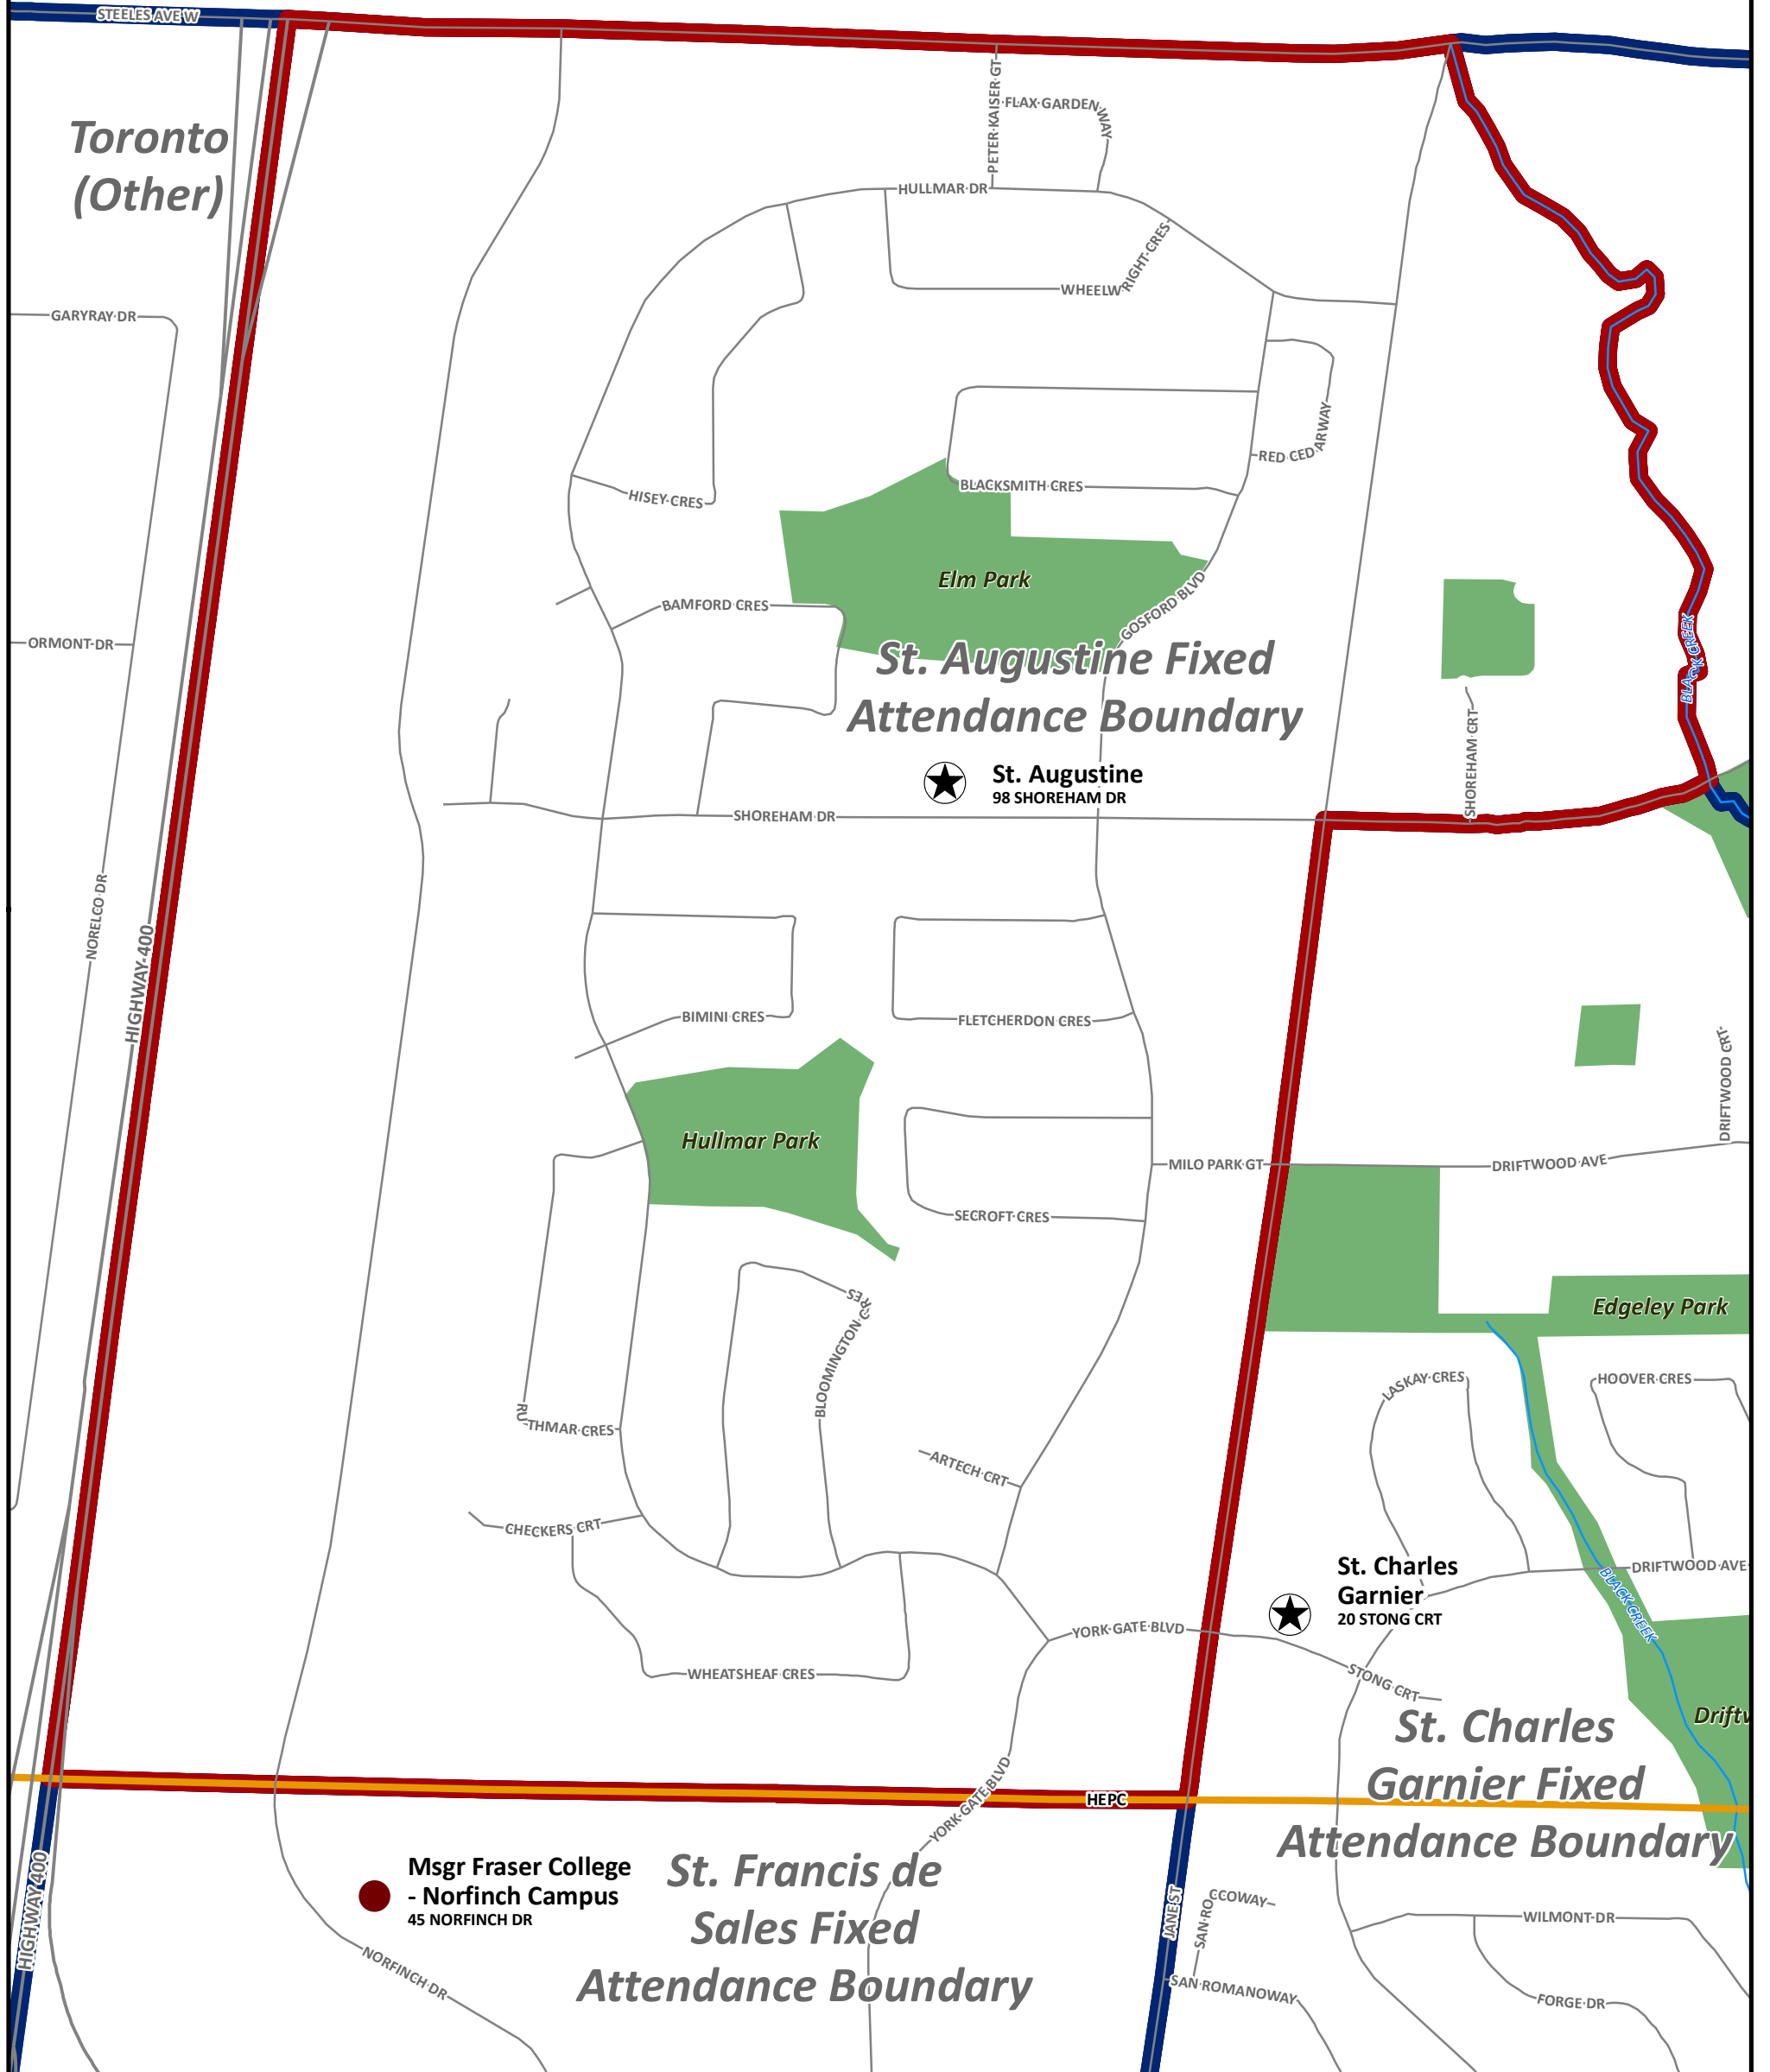 STEELES AVE W
Toronto
(Other)
PETER KAISER GT
FLAX GARDEN WAY
HULLMAR DR
WHEELWRIGHT CRES
GARYRAY DR
RED CEDARWAY
HISEY CRES
BLACKSMITH CRES
Elm Park
BAMFORD CRES
GOSFORD BLVD
ORMONT DR
BLACK CREEK
St. Augustine Fixed
Attendance Boundary
SHOREHAM CRT
St. Augustine
98 SHOREHAM DR
SHOREHAM DR
NORELCO DR
HIGHWAY 400
BIMINI CRES
FLETCHERDON CRES
DRIFTWOOD CRT
Hullmar Park
MILO PARK GT
DRIFTWOOD AVE
SECROFT CRES
Edgeley Park
BLOOMINGTON CRES
LASKAY CRES
HOOVER CRES
RUTHMAR CRES
ARTECH CRT
CHECKERS CRT
St. Charles
Garnier
20 STONG CRT
DRIFTWOOD AVE
BLACK CREEK
YORK GATE BLVD
WHEATSHEAF CRES
STONG CRT
Driftw
St. Charles
Garnier Fixed
Attendance Boundary
HEPC
YORK GATE BLVD
Msgr Fraser College
- Norfinch Campus
45 NORFINCH DR
St. Francis de
Sales Fixed
Attendance Boundary
HIGHWAY 400
JANE ST
SAN ROCCOWAY
WILMONT DR
NORFINCH DR
SAN ROMANOWAY
FORGE DR